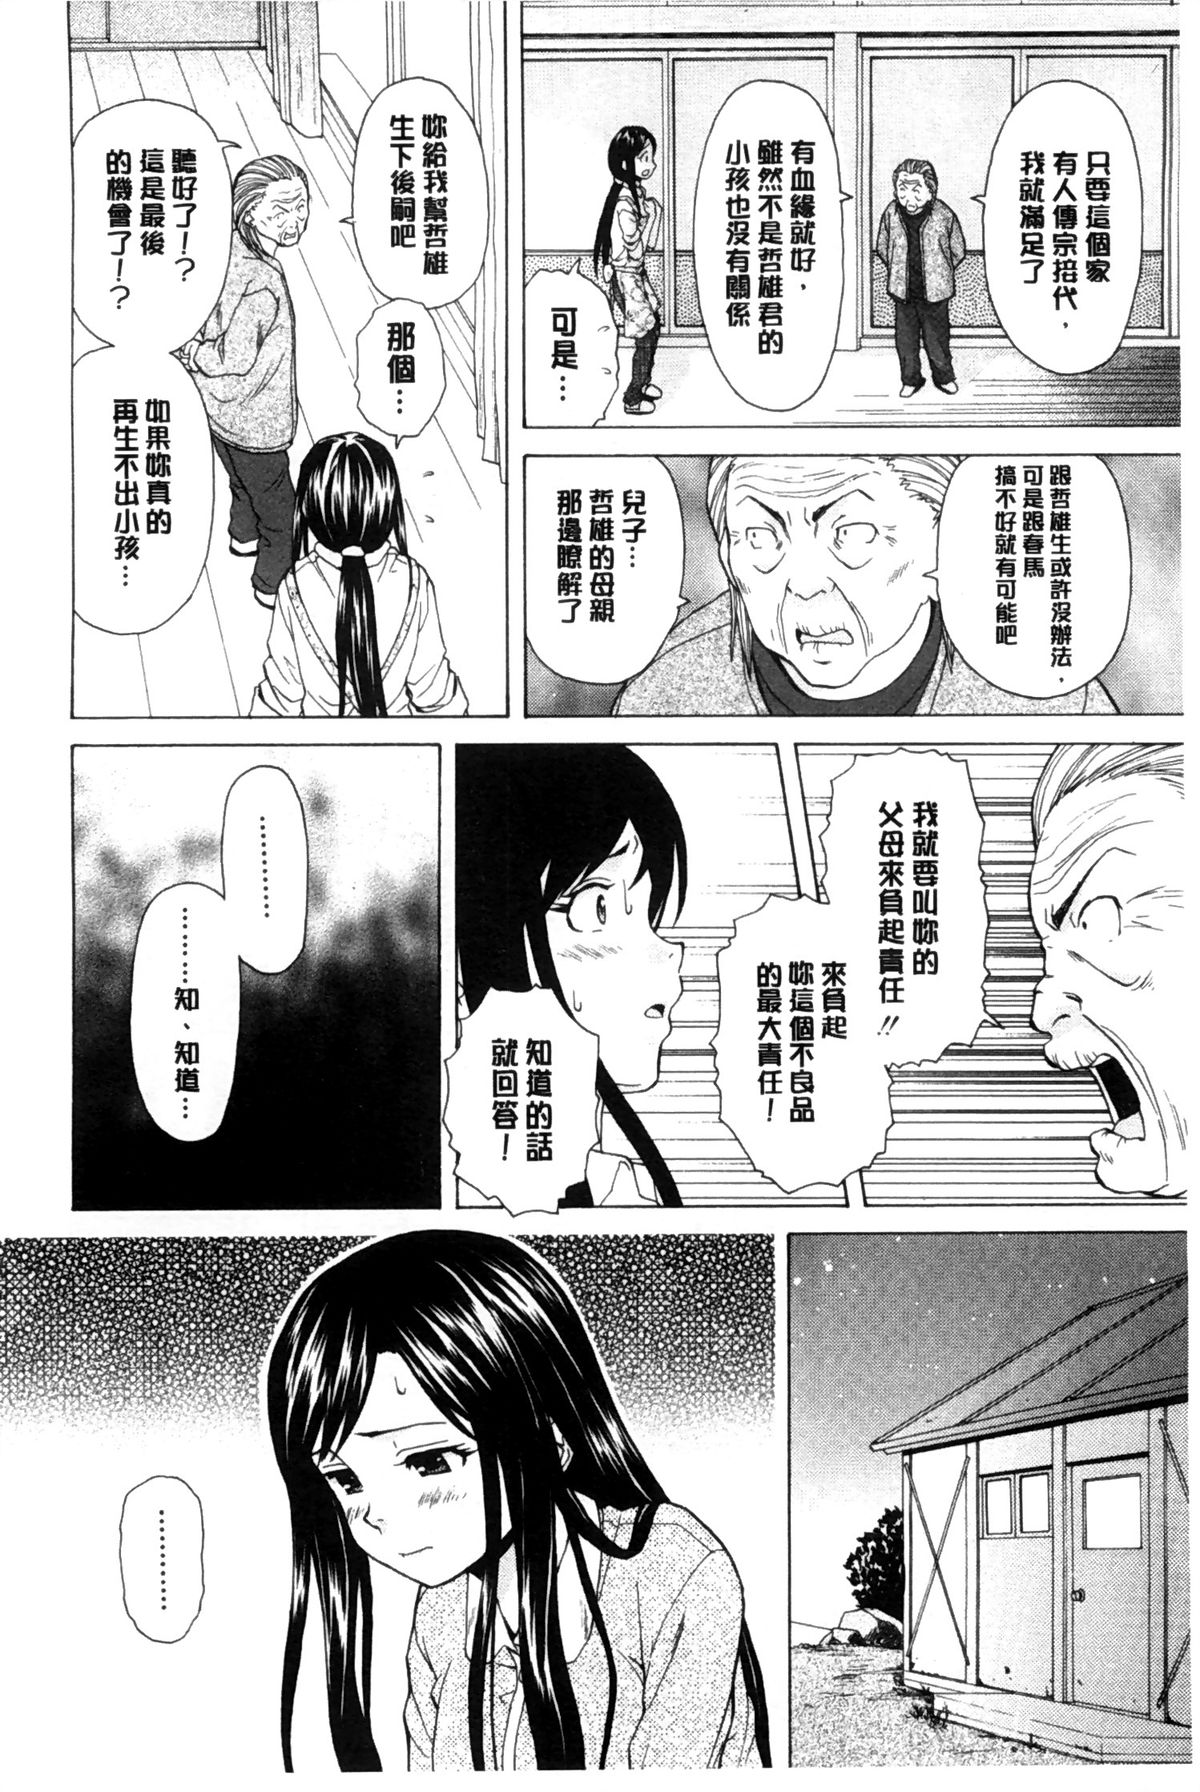 只要這個家
有人傳宗接代，
我就滿足了
有血緣就好，
雖然不是哲雄君的
小孩也沒有關係
可是…
跟哲雄生或許沒辦法，
可是跟春馬
搞不好就有可能吧
兒子…
哲雄的母親
那邊瞭解了
妳給我幫哲雄
生下後嗣吧
那個…
聽好了！？
這是最後
的機會了！？
如果妳真的
再生不出小孩…
我就要叫妳的
父母來負起責任!!
來負起
妳這個不良品
的最大責任！
知道的話
就回答！
………
………知、知道…
………